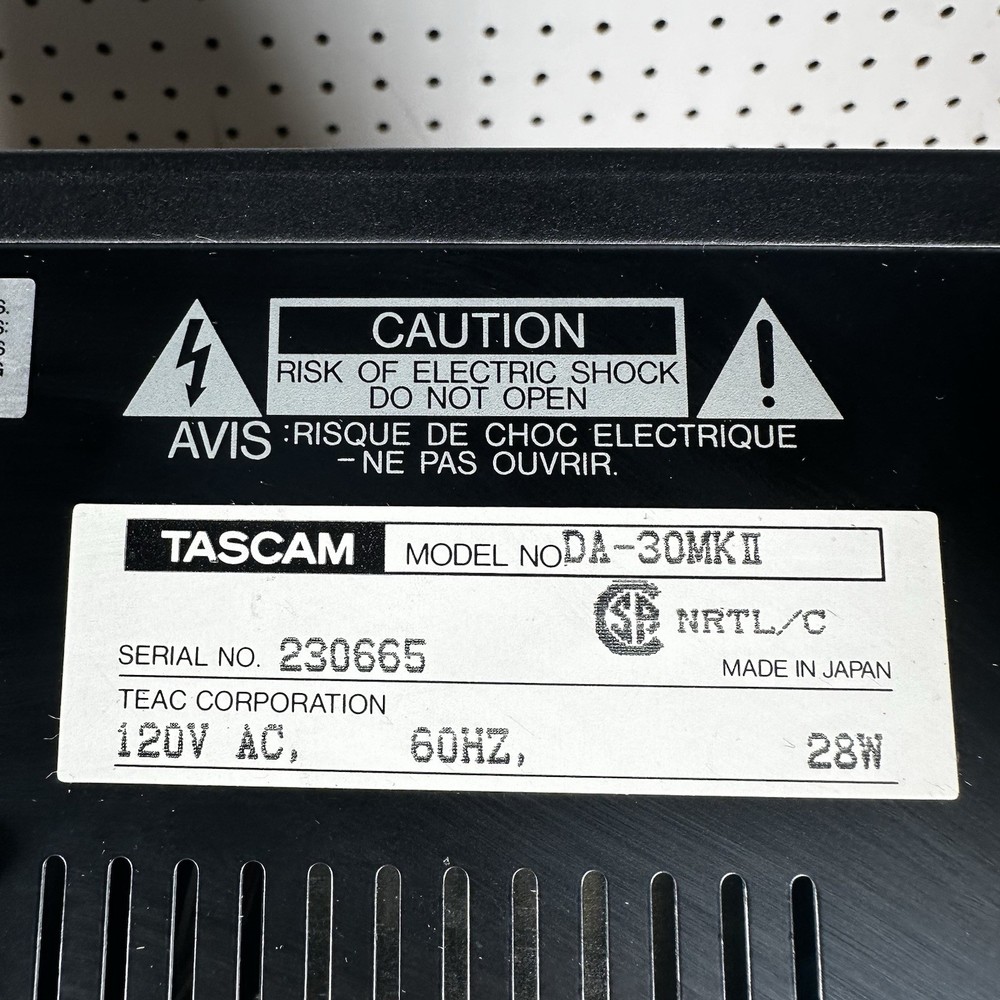 CAUTION
RISK OF ELECTRIC SHOCK
DO NOT OPEN
AVIS :RISQUE DE CHOC ELECTRIQUE
–NE PAS OUVRIR.
TASCAM MODEL NO DA-30MKII
NRTL/C
SERIAL NO. 230665 MADE IN JAPAN
TEAC CORPORATION
120V AC, 60HZ, 28W